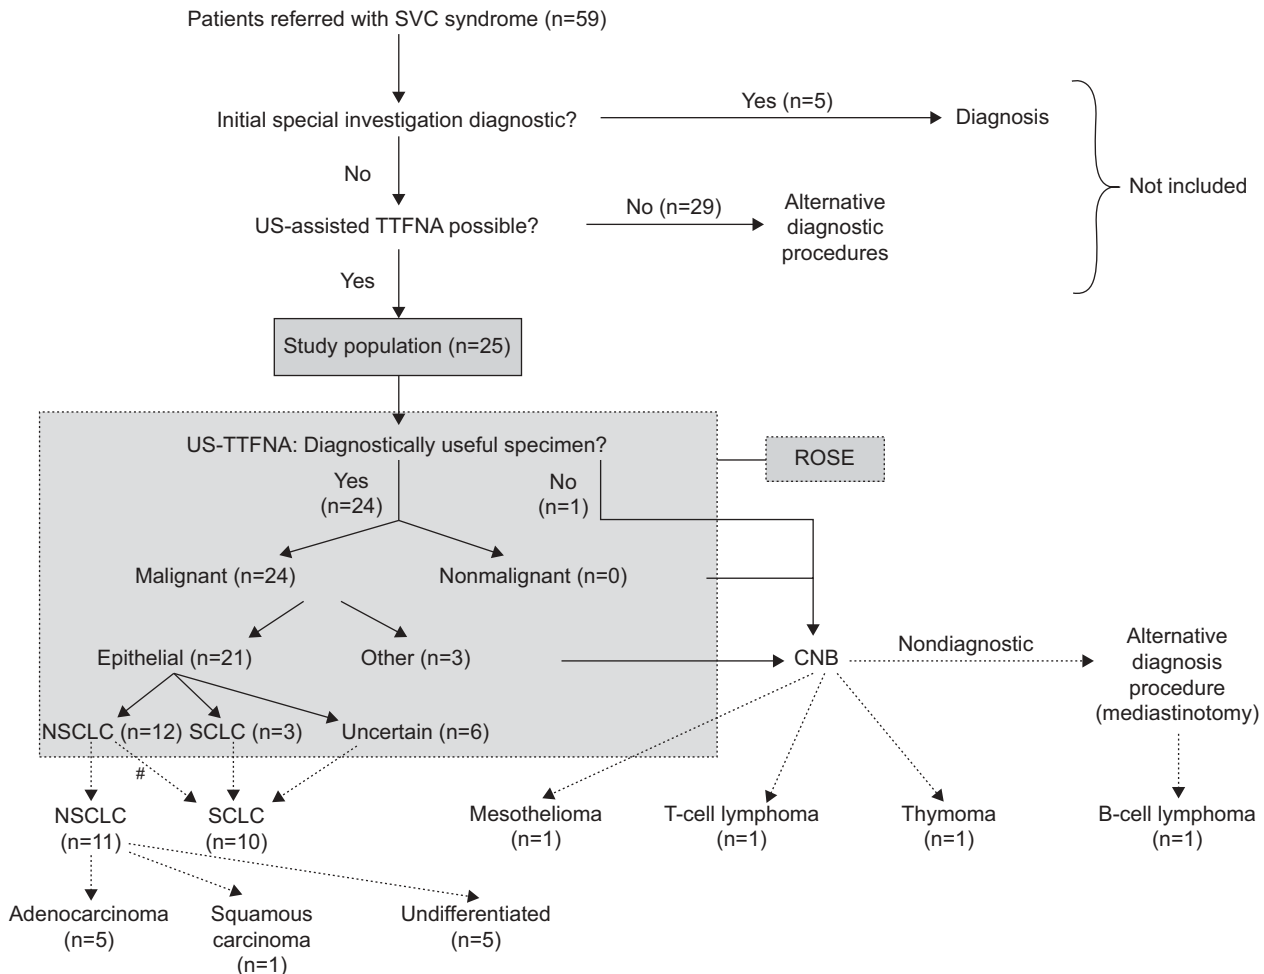 Patients referred with SVC syndrome (n=59)
Yes (n=5)
Initial special investigation diagnostic?
Diagnosis
No
Not included
No (n=29)
Alternative
diagnostic
procedures
US-assisted TTFNA possible?
Yes
Study population (n=25)
US-TTFNA: Diagnostically useful specimen?
ROSE
Yes
(n=24)
No
(n=1)
Malignant (n=24)
Nonmalignant (n=0)
Epithelial (n=21)
Other (n=3)
CNB
Nondiagnostic
Alternative
diagnosis
procedure
(mediastinotomy)
NSCLC (n=12)
SCLC (n=3)
Uncertain (n=6)
#
NSCLC
(n=11)
SCLC
(n=10)
Mesothelioma
(n=1)
T-cell lymphoma
(n=1)
Thymoma
(n=1)
B-cell lymphoma
(n=1)
Adenocarcinoma
(n=5)
Squamous
carcinoma
(n=1)
Undifferentiated
(n=5)